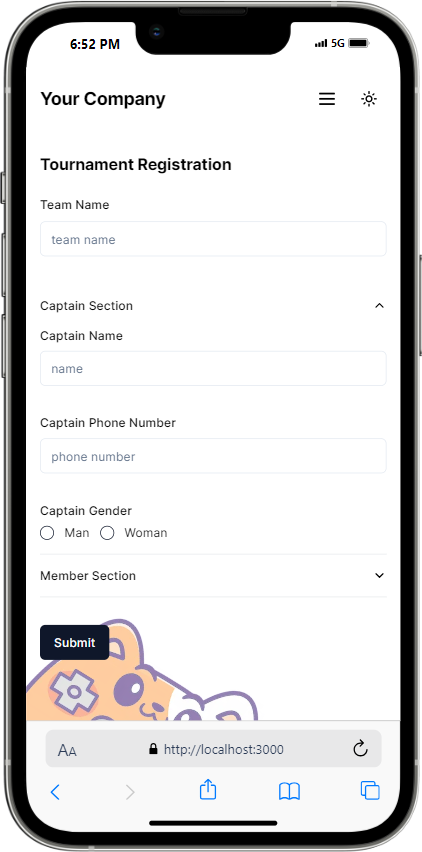 6:52 PM 5G
Your Company
Tournament Registration
Team Name
team name
Captain Section
Captain Name
name
Captain Phone Number
phone number
Captain Gender
Man Woman
Member Section
Submit
AA http://localhost:3000